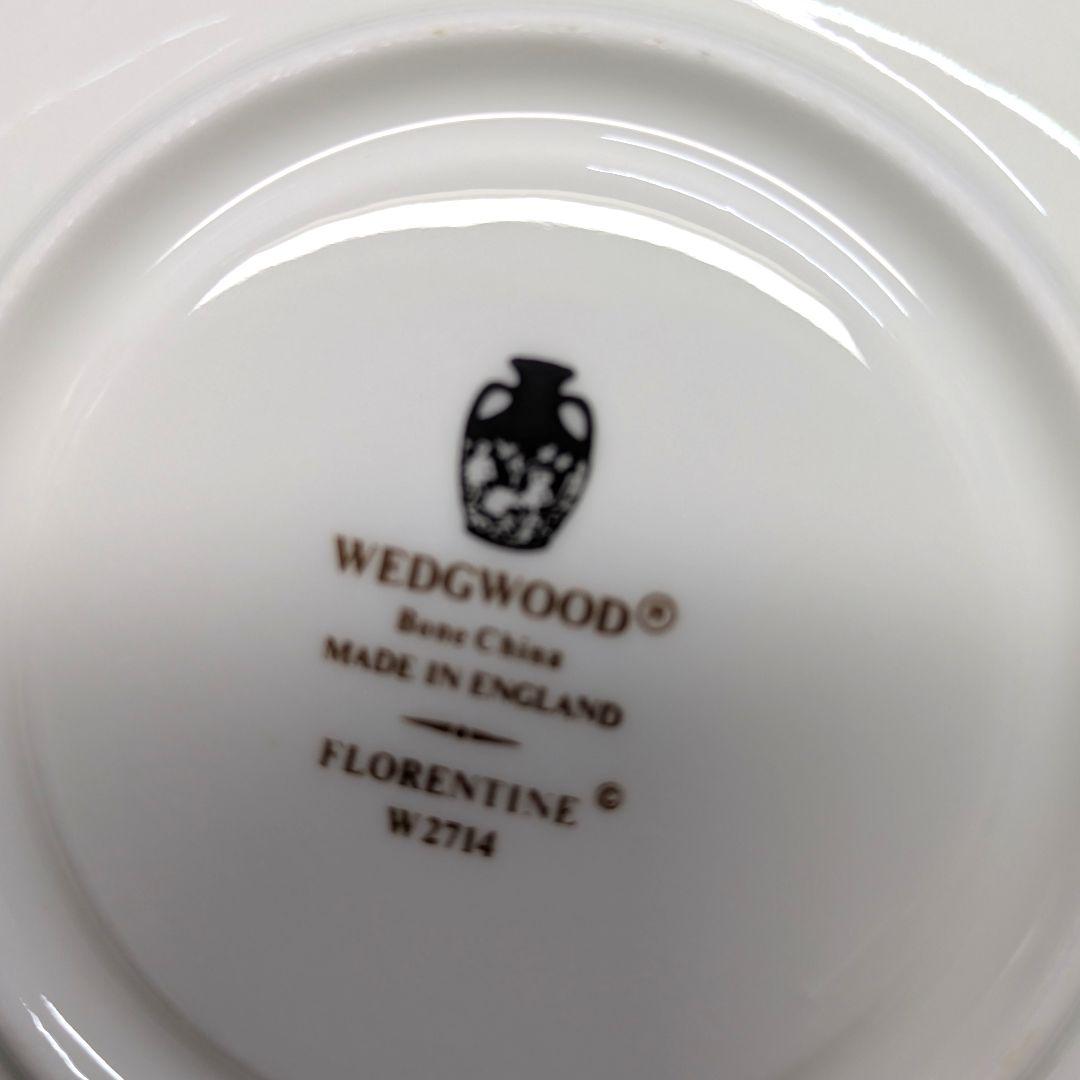 WEDGWOOD®
Bone China
MADE IN ENGLAND
FLORENTINE ©
W2714